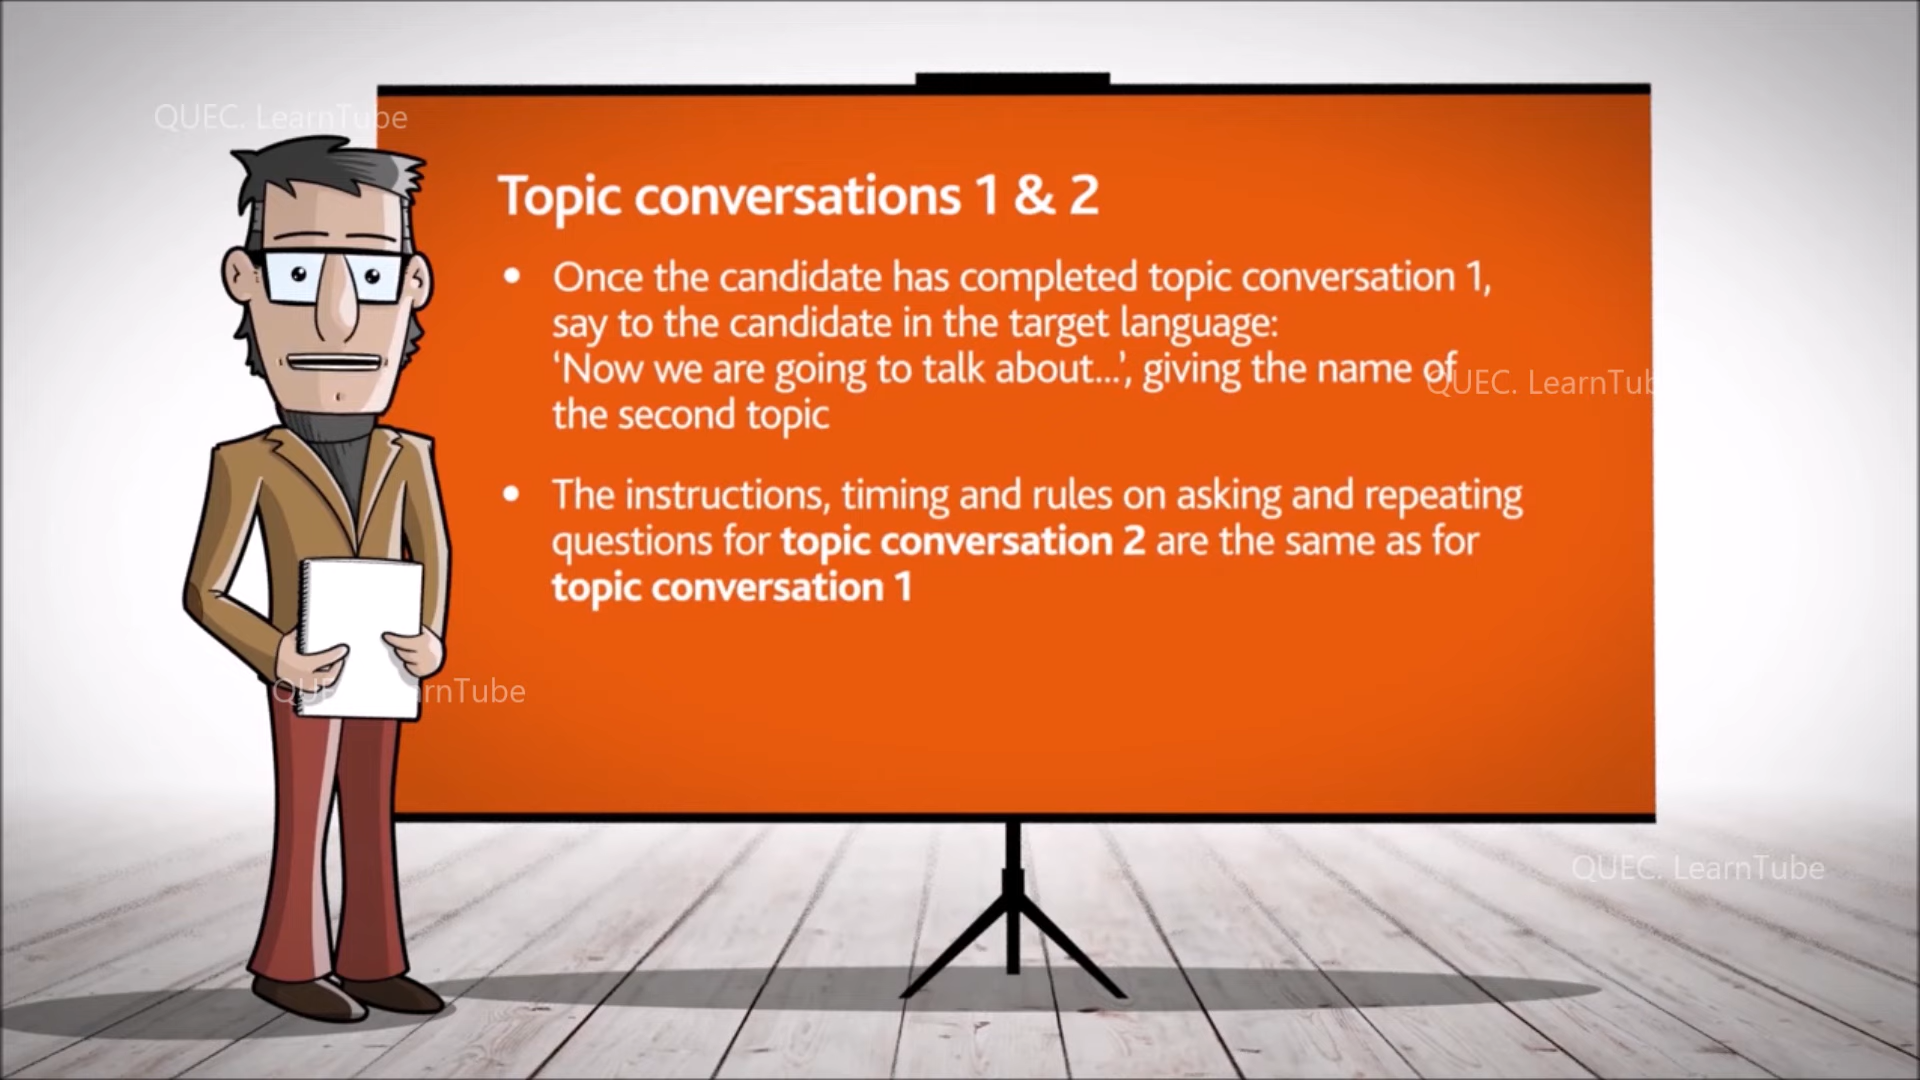 QUEC. LearnTube
Topic conversations 1 & 2
• Once the candidate has completed topic conversation 1,
say to the candidate in the target language:
‘Now we are going to talk about...’, giving the name of
the second topic
QUEC. LearnTub
• The instructions, timing and rules on asking and repeating
questions for topic conversation 2 are the same as for
topic conversation 1
QUE rnTube
QUEC. LearnTube